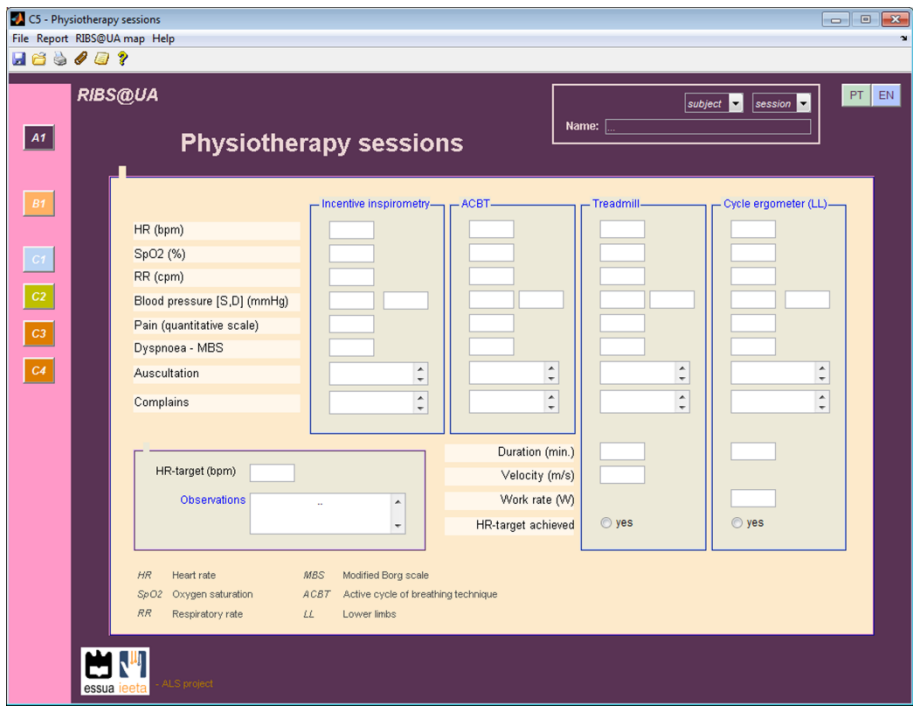 C5 - Physiotherapy sessions
File Report RIBS@UA map Help
RIBS@UA
subject session
PT EN
Name: ...
Physiotherapy sessions
A1
B1
C1
C2
C3
C4
Incentive inspirometry ACBT Treadmill Cycle ergometer (LL)
HR (bpm)
SpO2 (%)
RR (cpm)
Blood pressure [S,D] (mmHg)
Pain (quantitative scale)
Dyspnoea - MBS
Auscultation
Complains
Duration (min.)
Velocity (m/s)
Work rate (W)
HR-target achieved yes yes
HR-target (bpm)
Observations ..
HR Heart rate MBS Modified Borg scale
SpO2 Oxygen saturation ACBT Active cycle of breathing technique
RR Respiratory rate LL Lower limbs
essua ieeta - ALS project